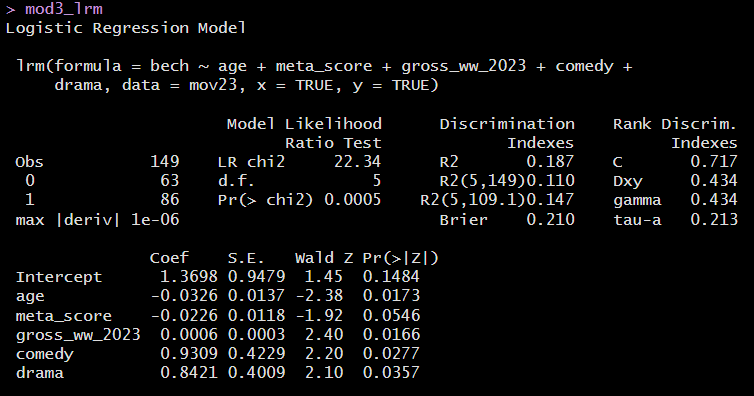 > mod3_lrm
Logistic Regression Model

 lrm(formula = bech ~ age + meta_score + gross_ww_2023 + comedy +
     drama, data = mov23, x = TRUE, y = TRUE)

                       Model Likelihood        Discrimination    Rank Discrim.
                             Ratio Test               Indexes          Indexes
 Obs           149    LR chi2      22.34      R2       0.187    C       0.717
  0             63    d.f.             5      R2(5,149)0.110    Dxy     0.434
  1             86    Pr(> chi2) 0.0005    R2(5,109.1)0.147    gamma   0.434
 max |deriv| 1e-06                            Brier    0.210    tau-a   0.213

               Coef    S.E.   Wald Z Pr(>|Z|)
 Intercept      1.3698 0.9479  1.45  0.1484
 age           -0.0326 0.0137 -2.38  0.0173
 meta_score    -0.0226 0.0118 -1.92  0.0546
 gross_ww_2023  0.0006 0.0003  2.40  0.0166
 comedy         0.9309 0.4229  2.20  0.0277
 drama          0.8421 0.4009  2.10  0.0357